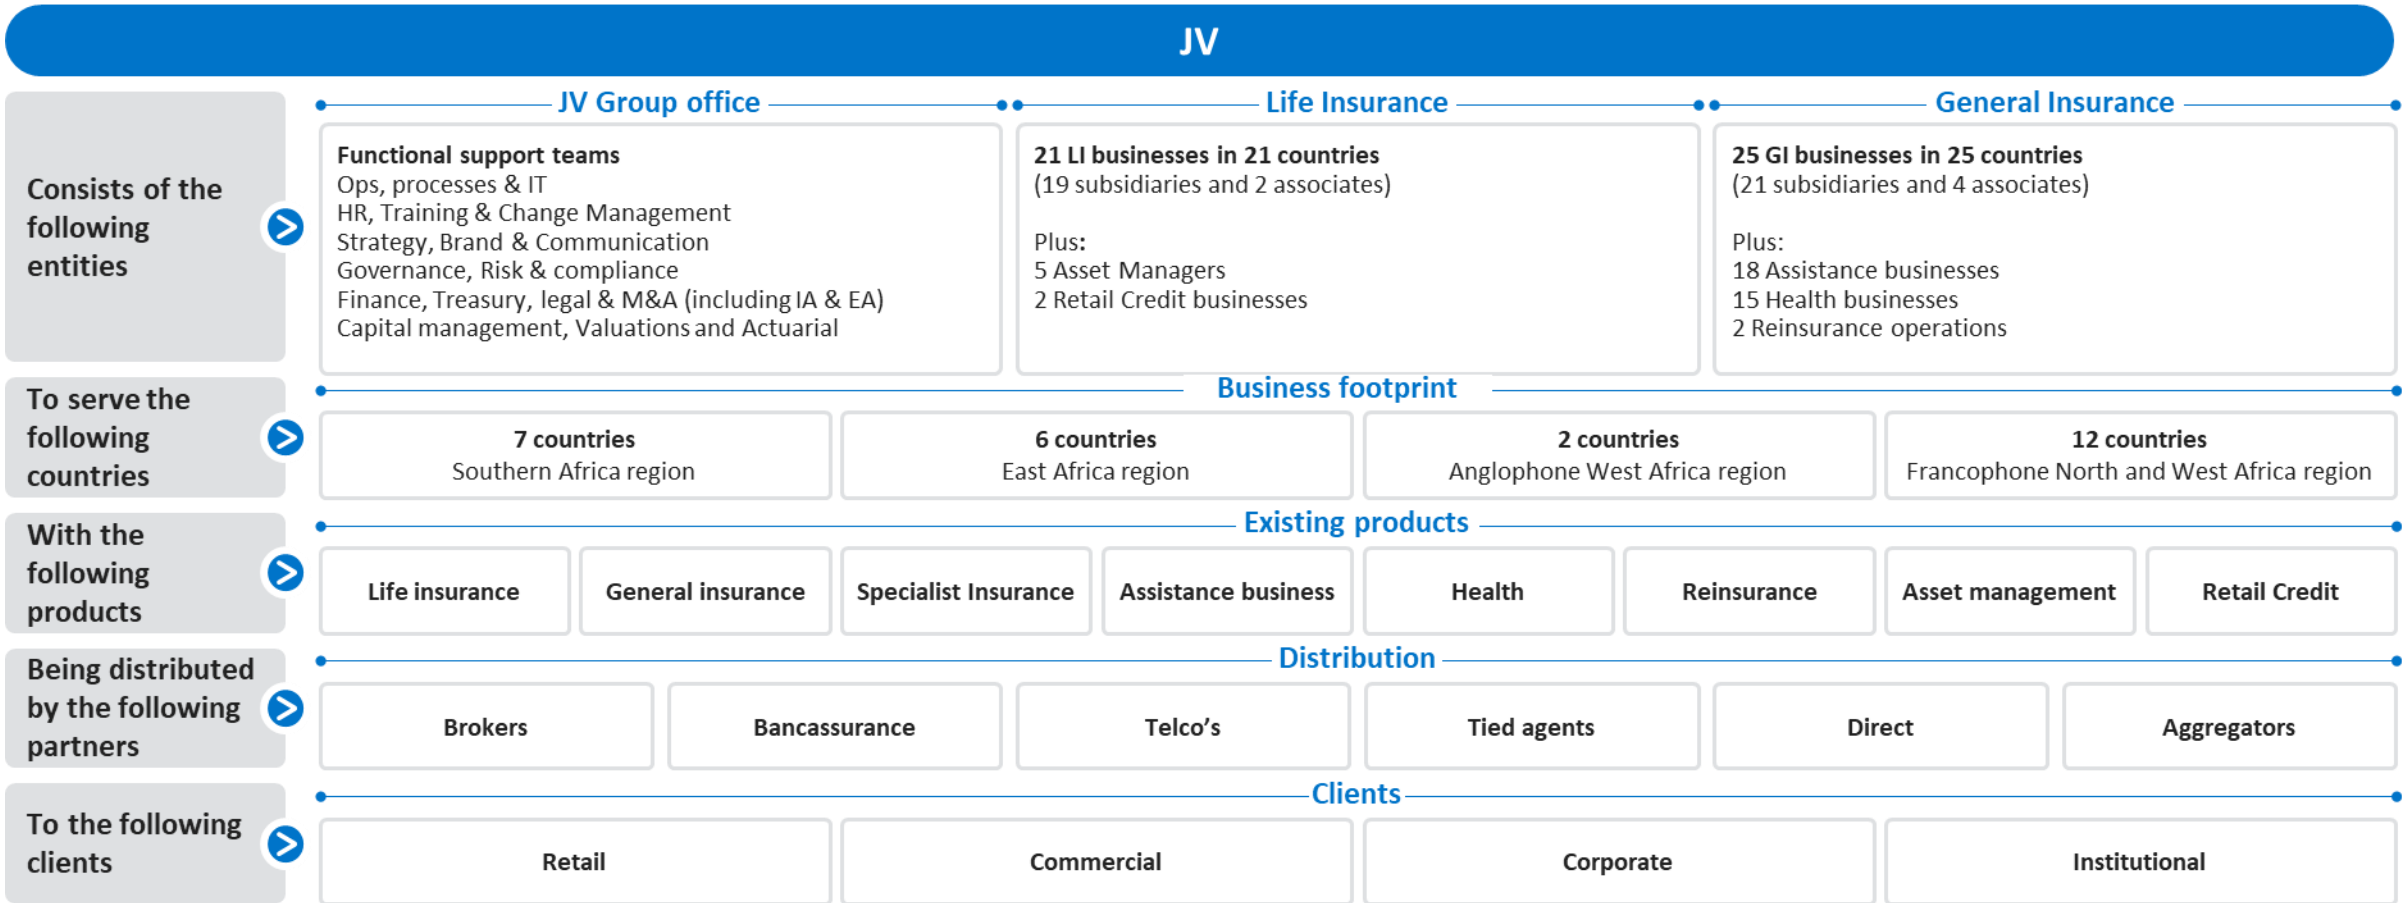 JV
Consists of the
following
entities
JV Group office
Functional support teams
Ops, processes & IT
HR, Training & Change Management
Strategy, Brand & Communication
Governance, Risk & compliance
Finance, Treasury, legal & M&A (including IA & EA)
Capital management, Valuations and Actuarial
Life Insurance
21 LI businesses in 21 countries
(19 subsidiaries and 2 associates)
Plus:
5 Asset Managers
2 Retail Credit businesses
General Insurance
25 GI businesses in 25 countries
(21 subsidiaries and 4 associates)
Plus:
18 Assistance businesses
15 Health businesses
2 Reinsurance operations
To serve the
following
countries
Business footprint
7 countries
Southern Africa region
6 countries
East Africa region
2 countries
Anglophone West Africa region
12 countries
Francophone North and West Africa region
With the
following
products
Existing products
Life insurance
General insurance
Specialist Insurance
Assistance business
Health
Reinsurance
Asset management
Retail Credit
Being distributed
by the following
partners
Distribution
Brokers
Bancassurance
Telco’s
Tied agents
Direct
Aggregators
To the following
clients
Clients
Retail
Commercial
Corporate
Institutional